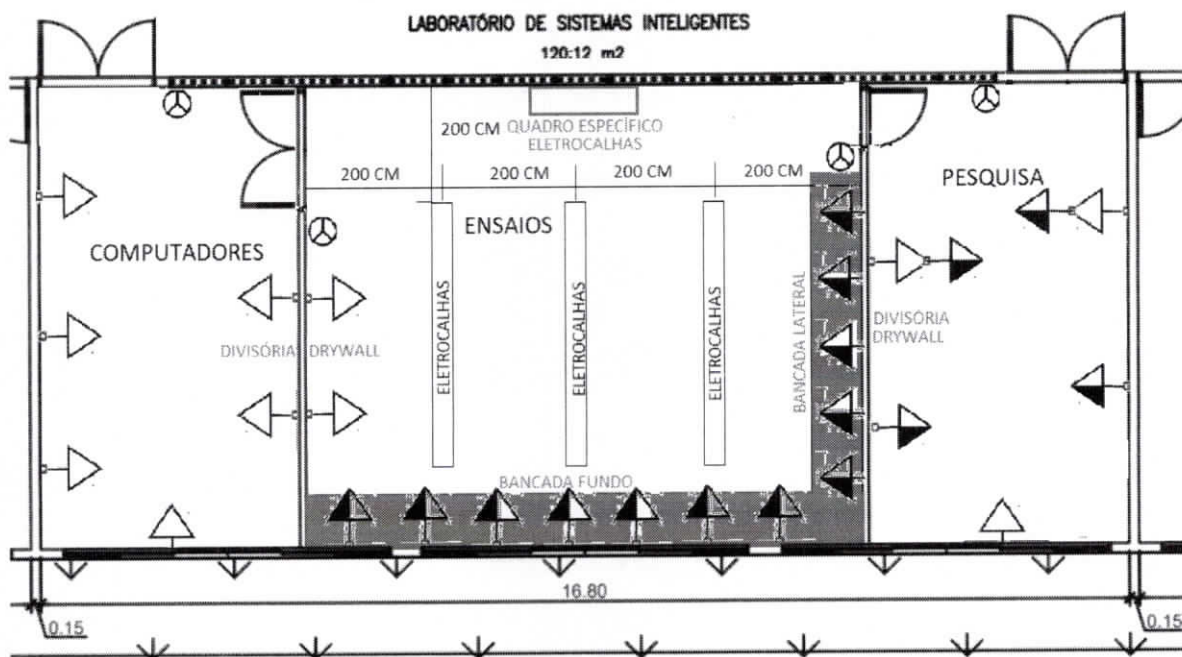 LABORATÓRIO DE SISTEMAS INTELIGENTES
120:12 m2
200 CM
QUADRO ESPECÍFICO
ELETROCALHAS
200 CM
200 CM
200 CM
200 CM
PESQUISA
ENSAIOS
COMPUTADORES
ELETROCALHAS
ELETROCALHAS
ELETROCALHAS
BANCADA LATERAL
DIVISÓRIA
DRYWALL
DIVISÓRIA DRYWALL
BANCADA FUNDO
16.80
0.15
0.15